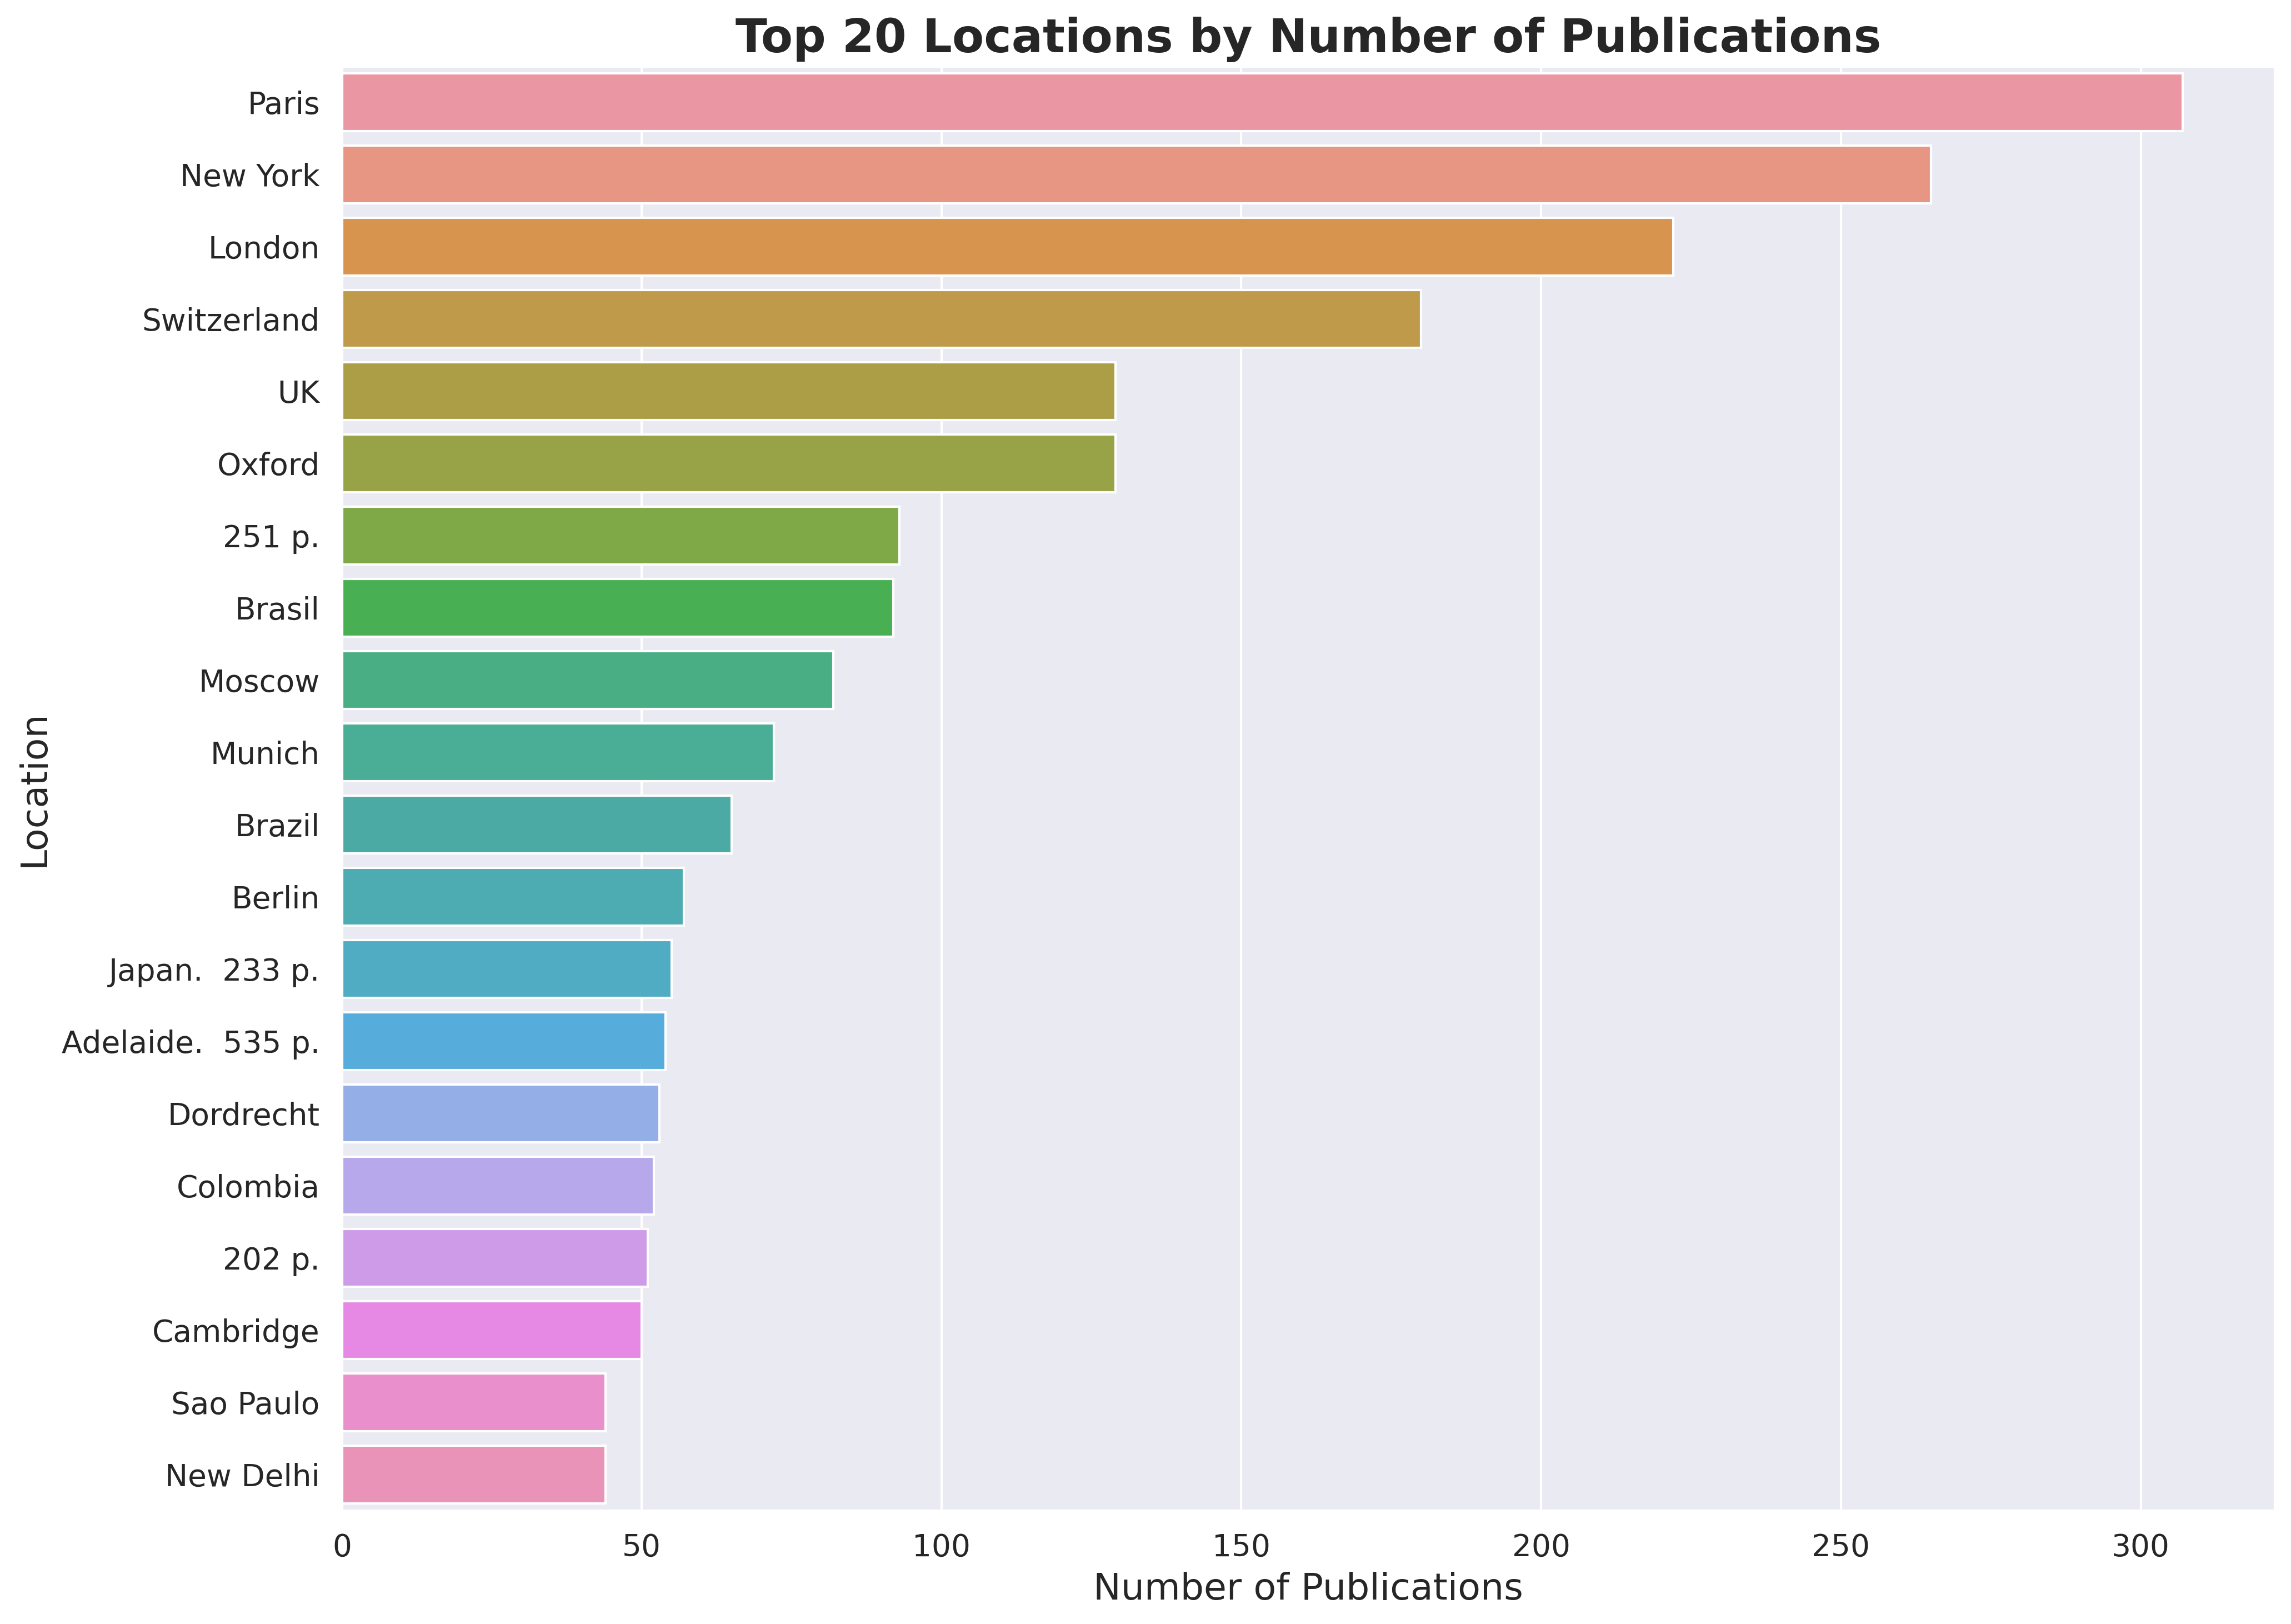 Top 20 Locations by Number of Publications
Paris
New York
London
Switzerland
UK
Oxford
251 p.
Brasil
Moscow
Munich
Brazil
Berlin
Japan.  233 p.
Adelaide.  535 p.
Dordrecht
Colombia
202 p.
Cambridge
Sao Paulo
New Delhi
Location
0 50 100 150 200 250 300
Number of Publications